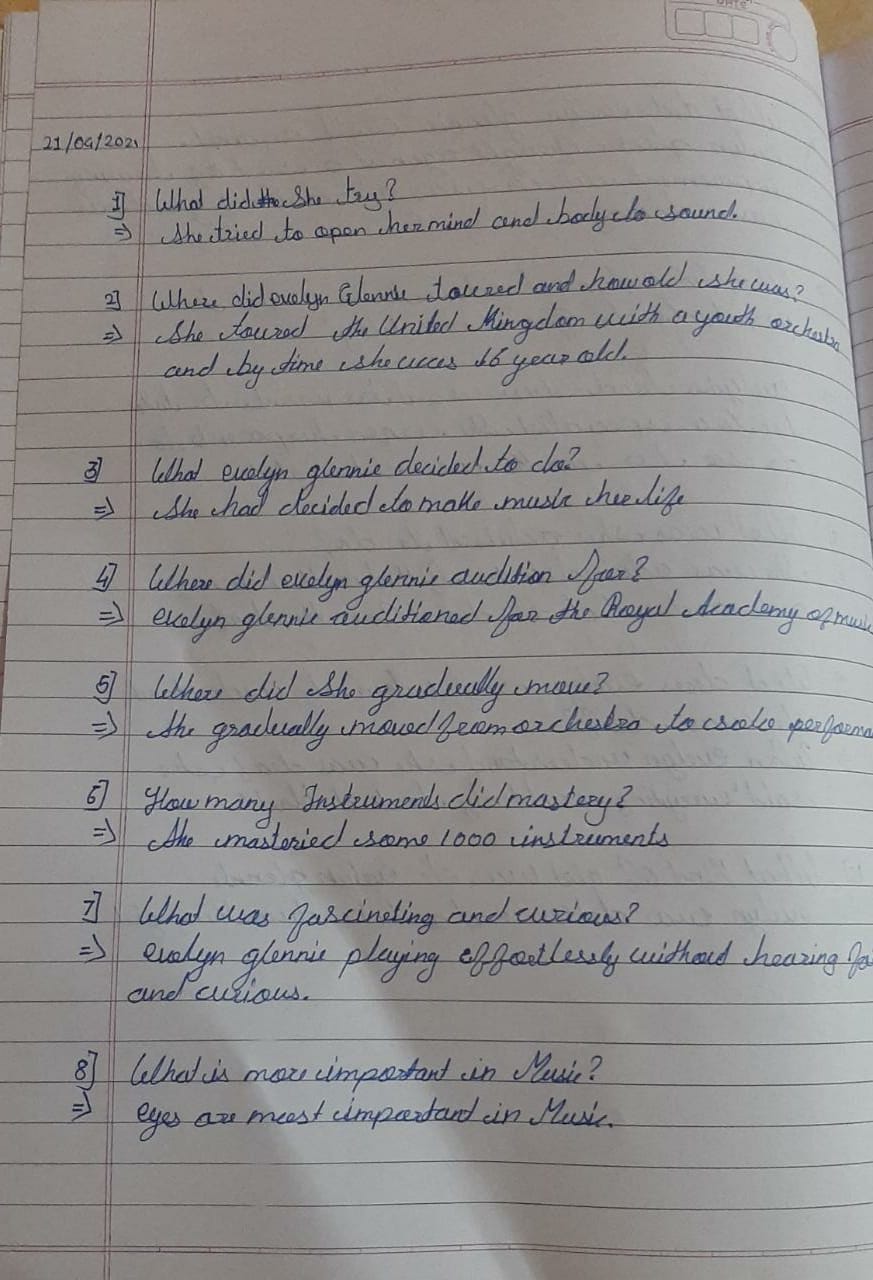 DATE
21/09/2021
1] What did the She try?
=> She tried to open her mind and body to sound.
2] Where did evelyn Glennie toured and how old she was?
=> She toured the United Kingdom with a youth orchestra
and by time she was 16 year old.
3] What evelyn glennie decided to do?
=> She had decided to make music her life
4] Where did evelyn glennie audition for?
=> evelyn glennie auditioned for the Royal Academy of music
5] Where did She gradually move?
=> She gradually moved from orchestra to solo performa
6] How many Instruments did mastery?
=> She masteried some 1000 instruments
7] What was fascineting and curious?
=> evelyn glennie playing effortlessly without hearing fa
and curious.
8] What is more important in Music?
=> eyes are most important in Music.